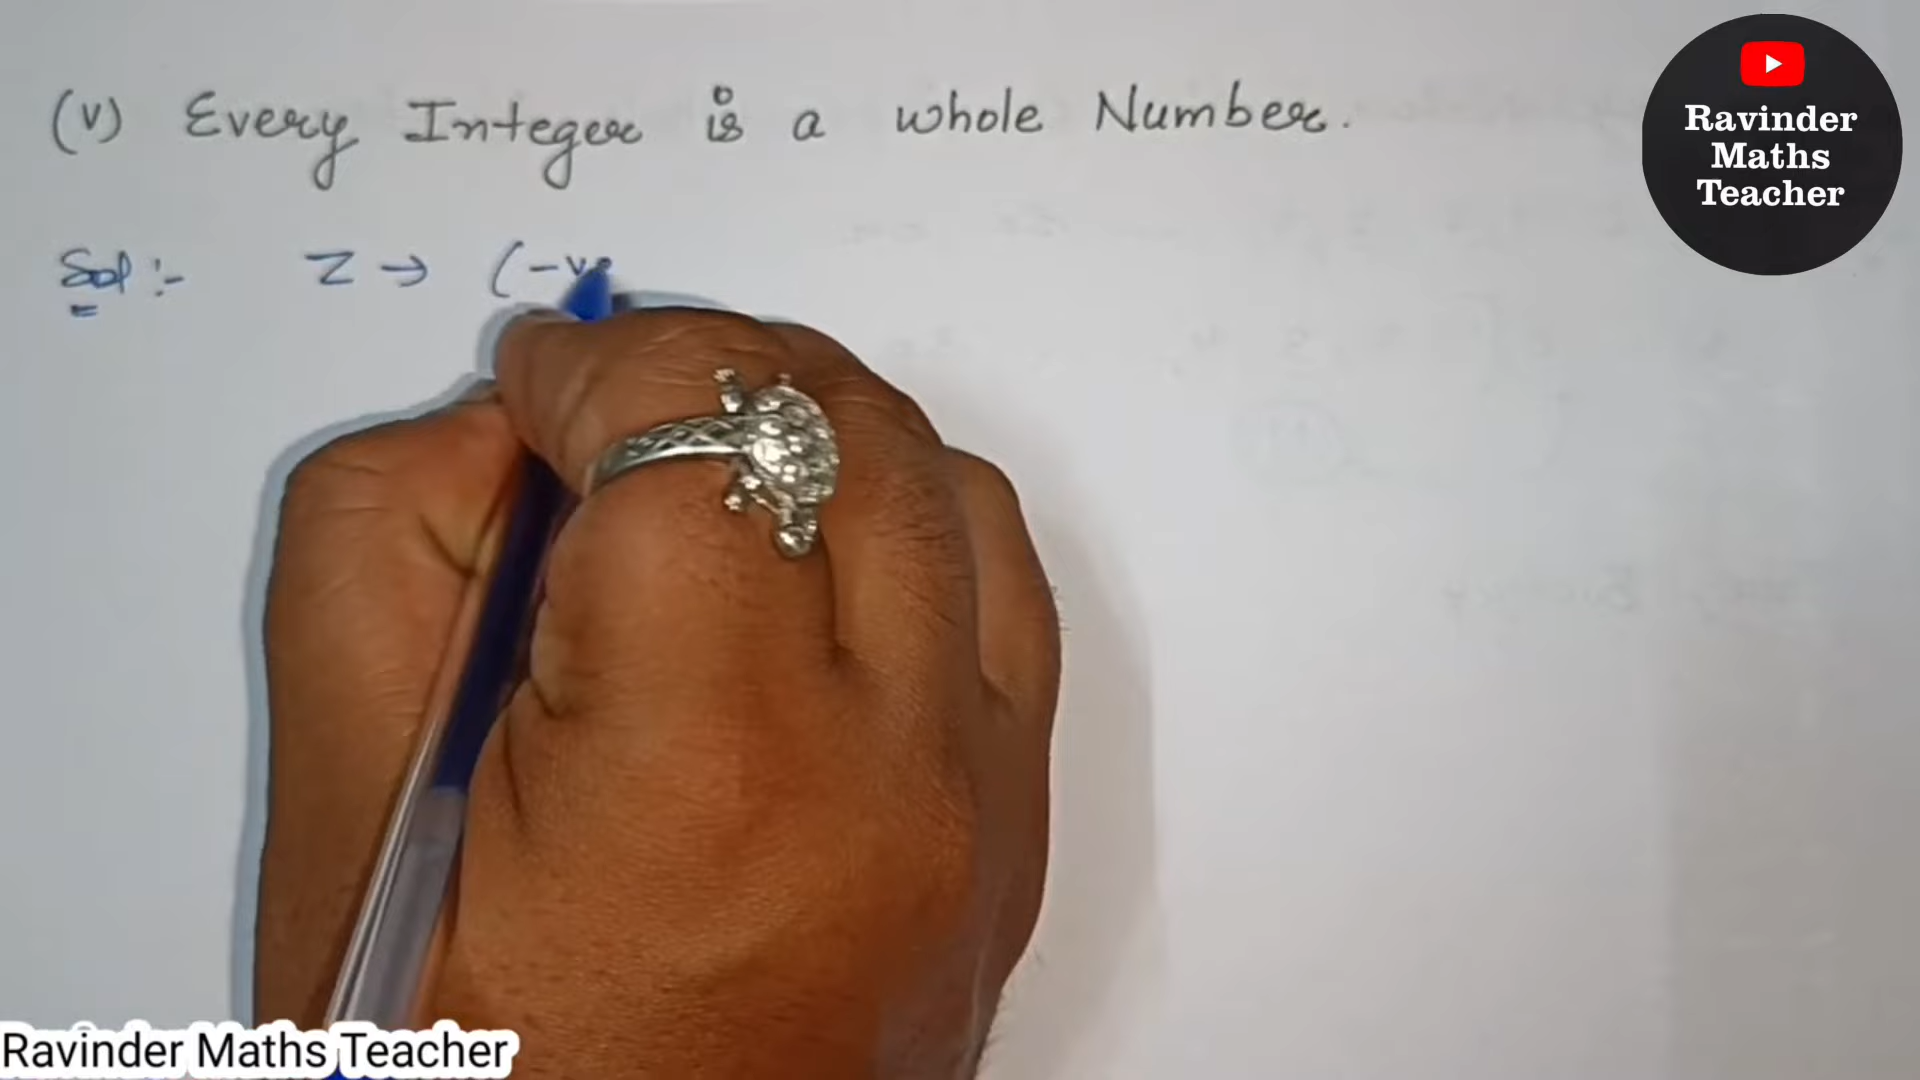 (v) Every Integer is a whole Number.
Sol :- Z → (-ve
Ravinder
Maths
Teacher
Ravinder Maths Teacher